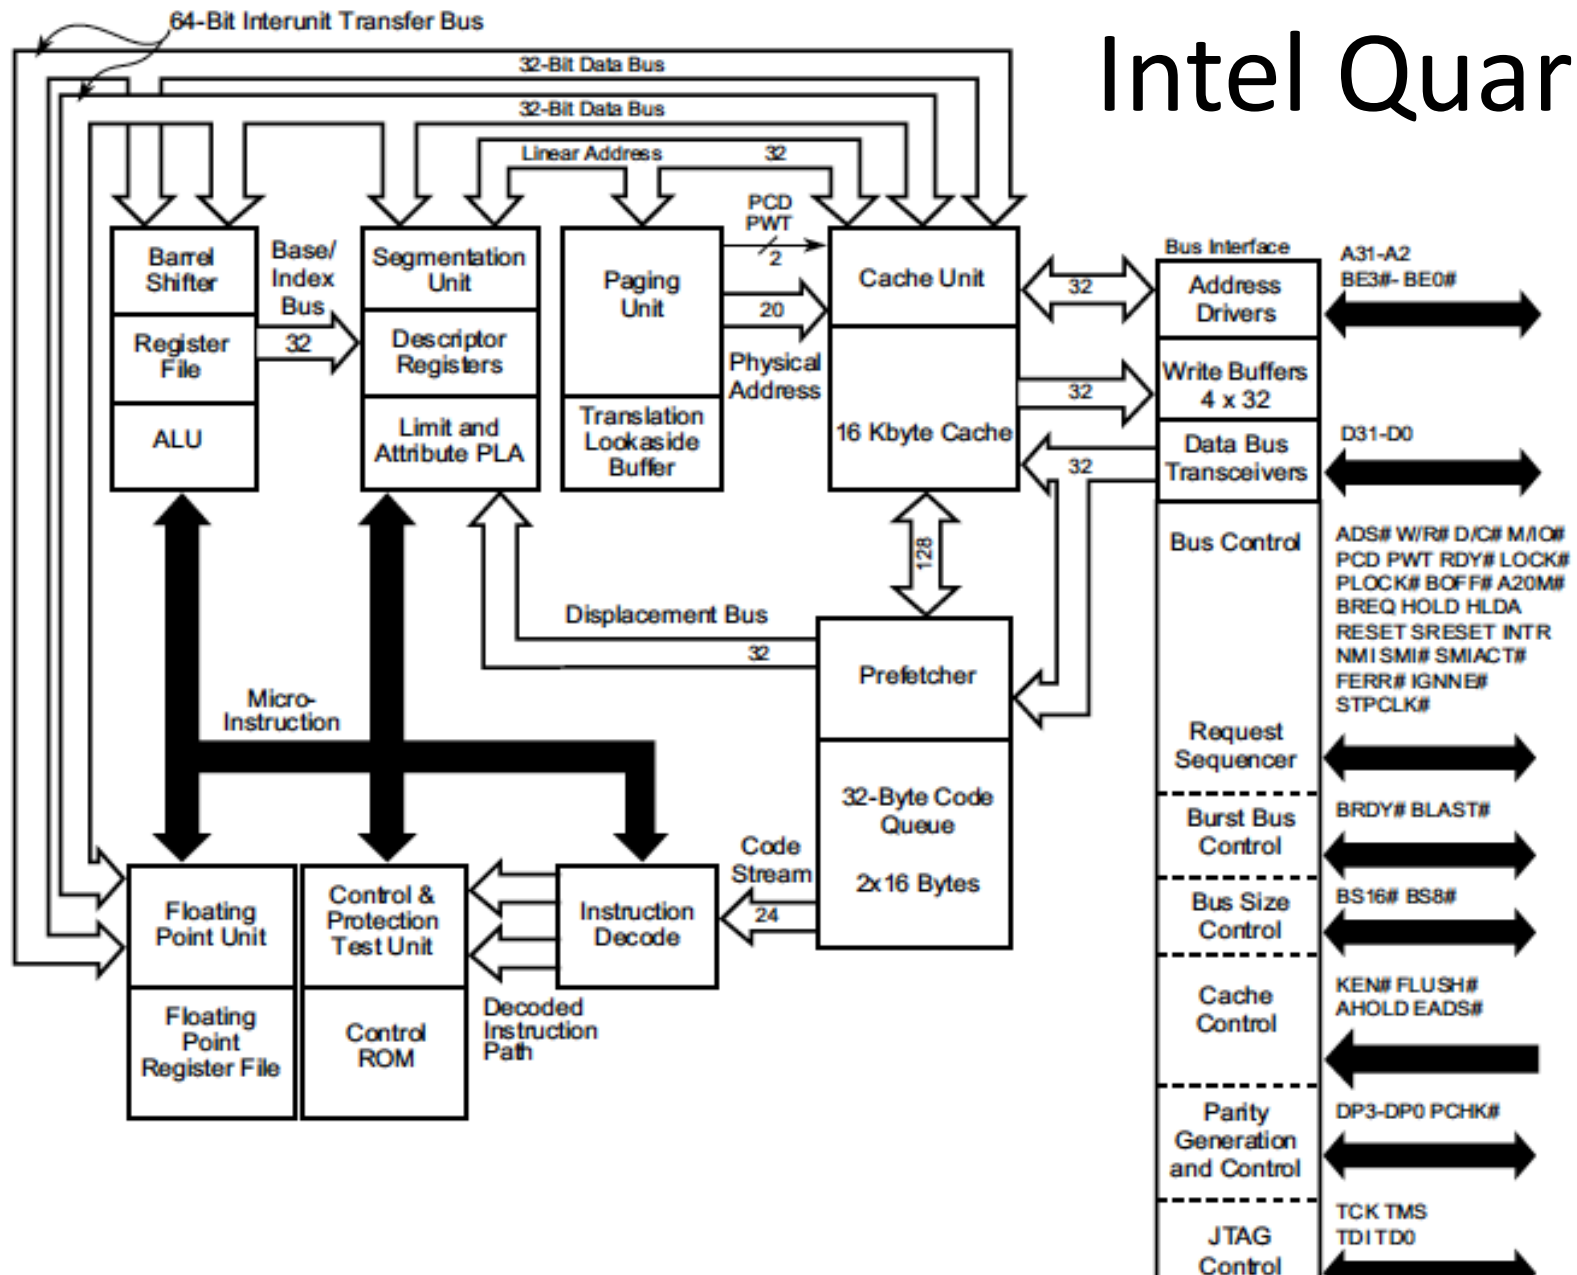 64-Bit Interunit Transfer Bus
Intel Quar
32-Bit Data Bus
32-Bit Data Bus
Linear Address
32
PCD
PWT
2
20
Physical
Address
Barrel
Shifter
Register
File
ALU
Base/
Index
Bus
32
Segmentation
Unit
Descriptor
Registers
Limit and
Attribute PLA
Paging
Unit
Translation
Lookaside
Buffer
Cache Unit
16 Kbyte Cache
32
32
32
128
Bus Interface
Address
Drivers
Write Buffers
4 x 32
Data Bus
Transceivers
Bus Control
Request
Sequencer
Burst Bus
Control
Bus Size
Control
Cache
Control
Parity
Generation
and Control
JTAG
Control
A31-A2
BE3#- BE0#
D31-D0
ADS# W/R# D/C# M/IO#
PCD PWT RDY# LOCK#
PLOCK# BOFF# A20M#
BREQ HOLD HLDA
RESET SRESET INTR
NMI SMI# SMIACT#
FERR# IGNNE#
STPCLK#
BRDY# BLAST#
BS16# BS8#
KEN# FLUSH#
AHOLD EADS#
DP3-DP0 PCHK#
TCK TMS
TDI TD0
Displacement Bus
32
Prefetcher
32-Byte Code
Queue
2x16 Bytes
Micro-
Instruction
Code
Stream
24
Floating
Point Unit
Floating
Point
Register File
Control &
Protection
Test Unit
Control
ROM
Instruction
Decode
Decoded
Instruction
Path